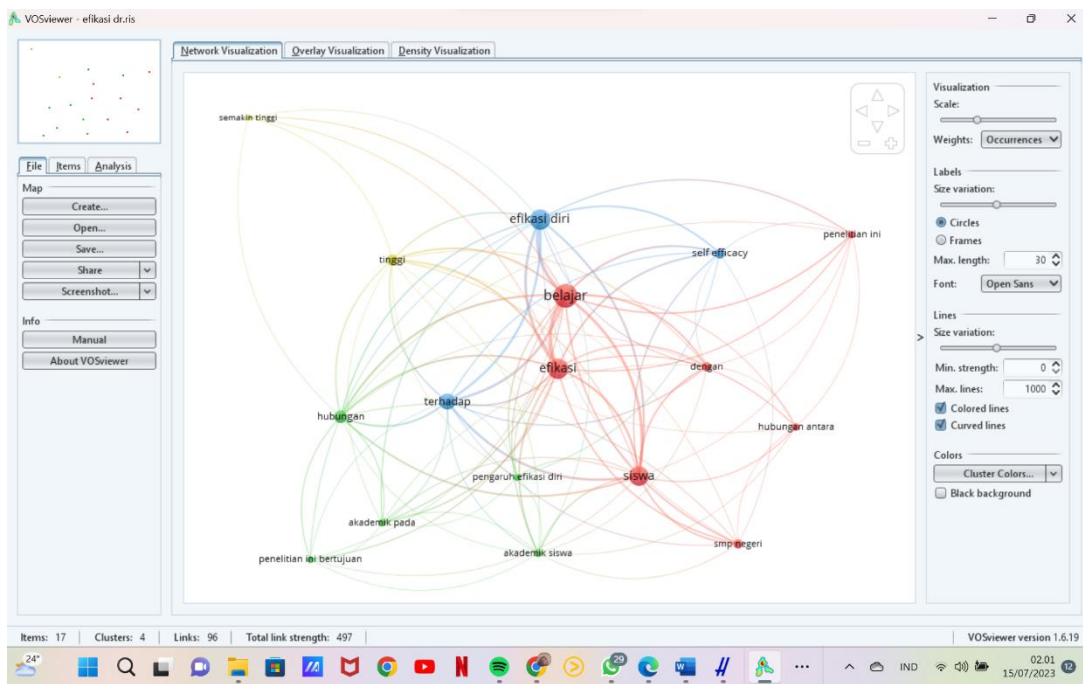 VOSviewer - efikasi dr.ris
Network Visualization Overlay Visualization Density Visualization
File Items Analysis
Map
Create...
Open...
Save...
Share
Screenshot...
Info
Manual
About VOSviewer
semakin tinggi
efikasi diri
penelitian ini
self efficacy
tinggi
belajar
efikasi
dengan
terhadap
hubungan
hubungan antara
pengaruh efikasi diri
siswa
akademik pada
smp negeri
akademik siswa
penelitian ini bertujuan
Visualization
Scale:
Weights: Occurrences
Labels
Size variation:
Circles
Frames
Max. length: 30
Font: Open Sans
Lines
Size variation:
Min. strength: 0
Max. lines: 1000
Colored lines
Curved lines
Colors
Cluster Colors...
Black background
>
Items: 17 Clusters: 4 Links: 96 Total link strength: 497 VOSviewer version 1.6.19
24° 29 IND 02.01
15/07/2023 12